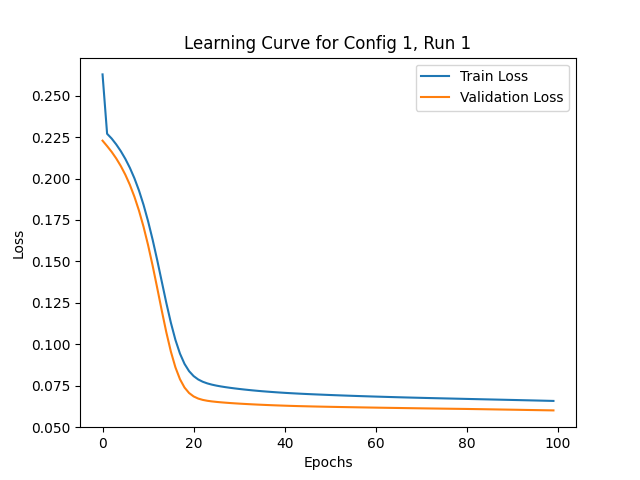 Learning Curve for Config 1, Run 1
Train Loss
Validation Loss
0.250
0.225
0.200
0.175
0.150
0.125
0.100
0.075
0.050
Loss
0 20 40 60 80 100
Epochs